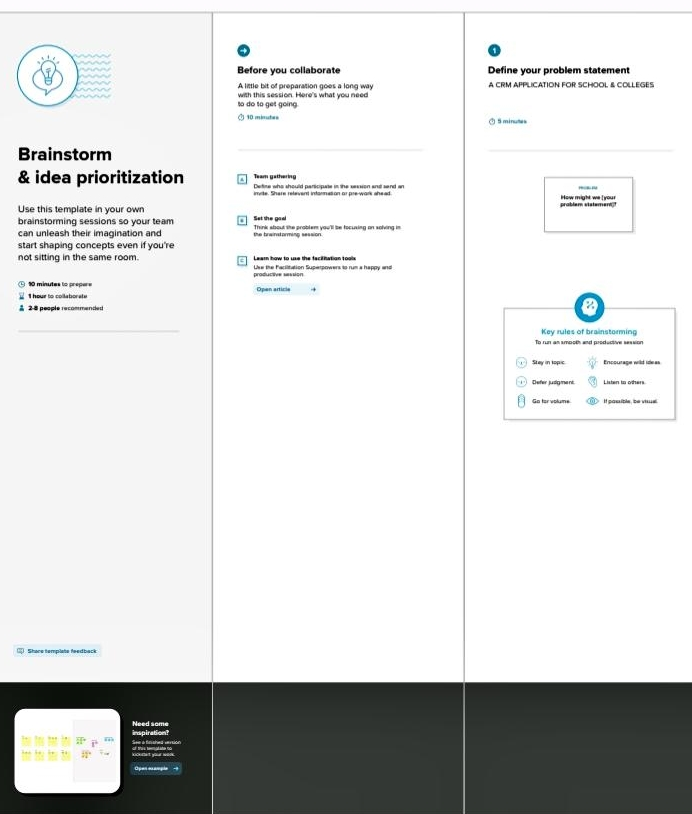 Brainstorm
& idea prioritization
Use this template in your own
brainstorming sessions so your team
can unleash their imagination and
start shaping concepts even if you're
not sitting in the same room.
10 minutes to prepare
1 hour to collaborate
2-8 people recommended
Share template feedback
Need some
inspiration?
See a finished version
of this template to
kickstart your work.
Open example →
Before you collaborate
A little bit of preparation goes a long way
with this session. Here's what you need
to do to get going.
10 minutes
A
Team gathering
Define who should participate in the session and send an
invite. Share relevant information or pre-work ahead.
B
Set the goal
Think about the problem you'll be focusing on solving in
the brainstorming session.
C
Learn how to use the facilitation tools
Use the Facilitation Superpowers to run a happy and
productive session.
Open article →
1
Define your problem statement
A CRM APPLICATION FOR SCHOOL & COLLEGES
5 minutes
PROBLEM
How might we [your
problem statement]?
Key rules of brainstorming
To run an smooth and productive session
Stay in topic.
Encourage wild ideas.
Defer judgment.
Listen to others.
Go for volume.
If possible, be visual.